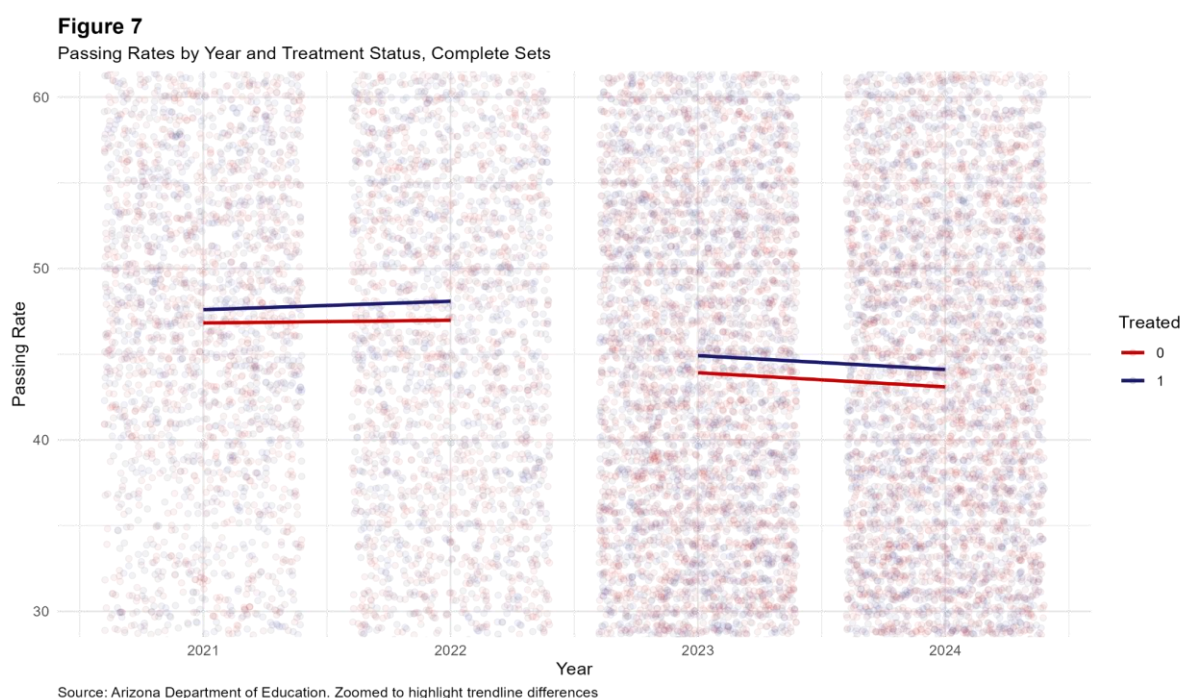 Figure 7
Passing Rates by Year and Treatment Status, Complete Sets
60
50
40
30
Passing Rate
2021 2022 2023 2024
Year
Treated
0
1
Source: Arizona Department of Education. Zoomed to highlight trendline differences